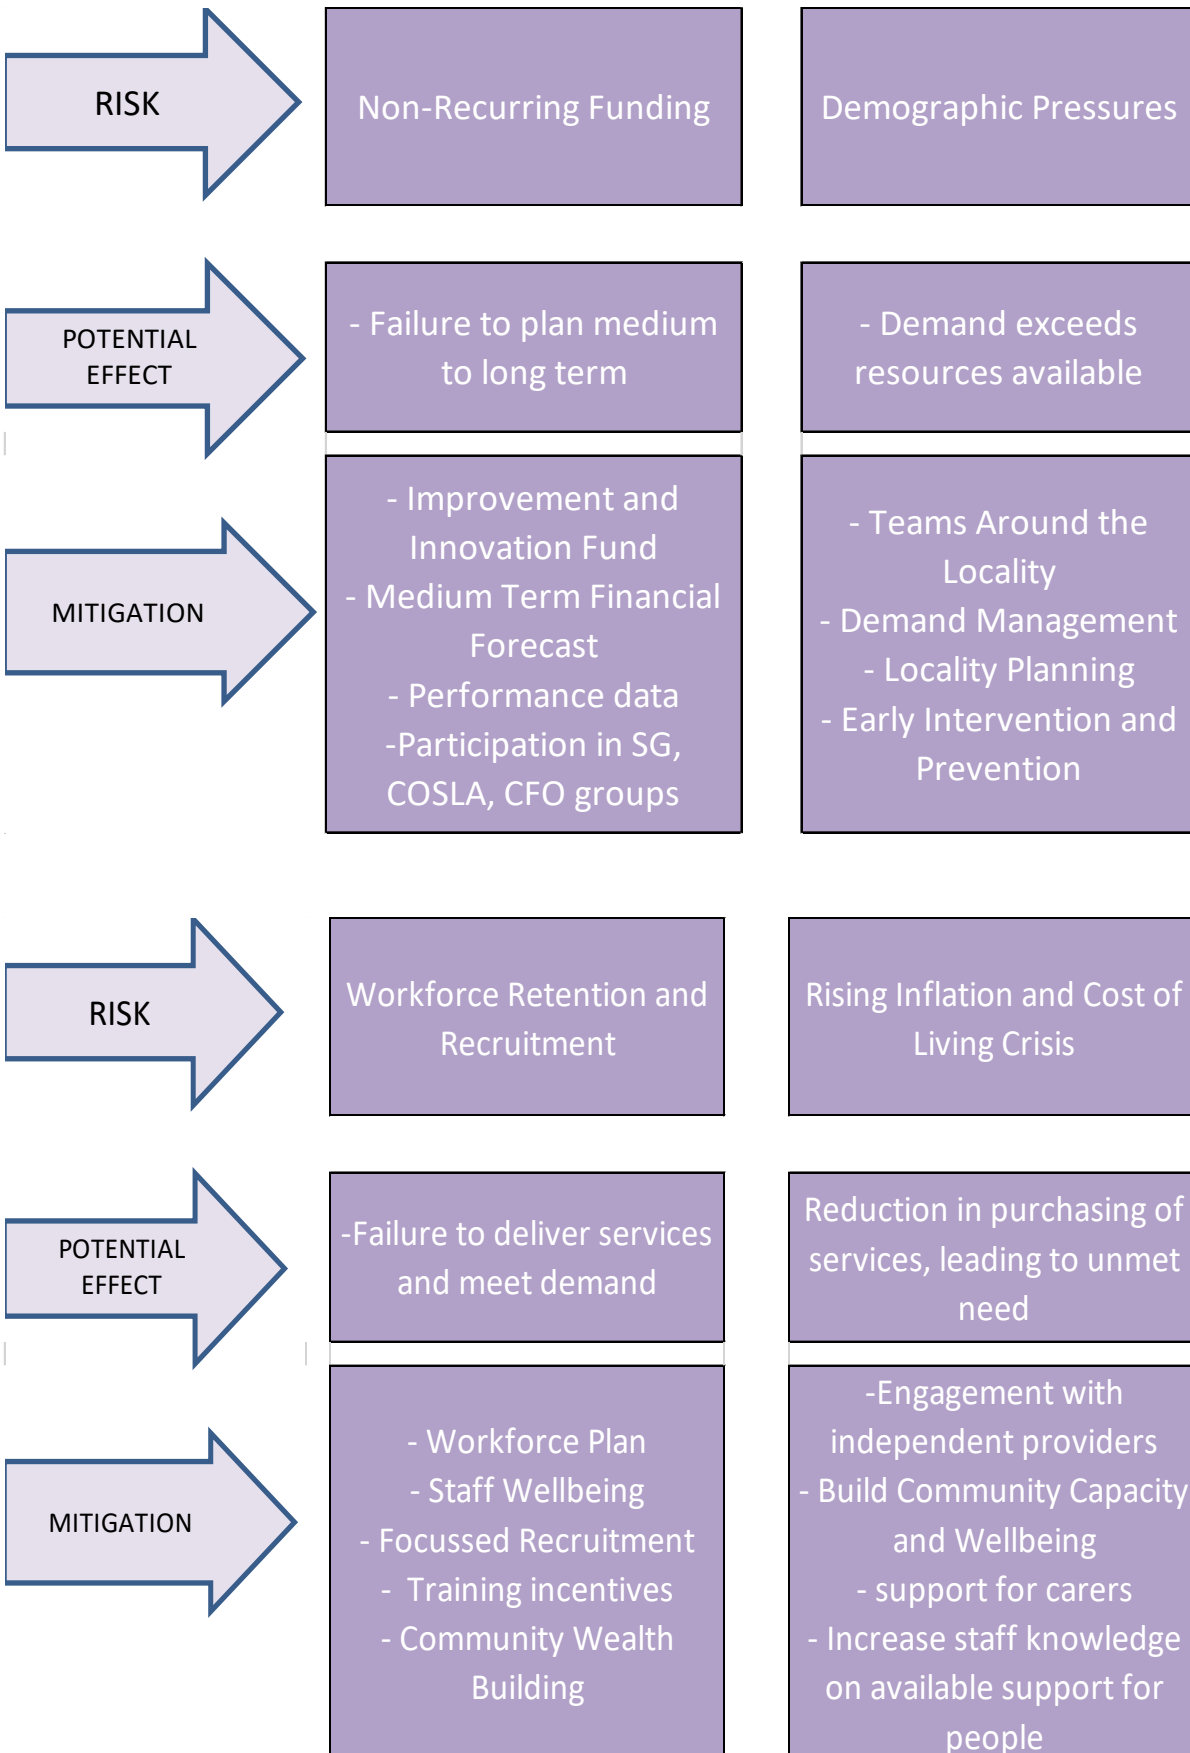 RISK
Non-Recurring Funding
Demographic Pressures
POTENTIAL
EFFECT
- Failure to plan medium
to long term
- Demand exceeds
resources available
MITIGATION
- Improvement and
Innovation Fund
- Medium Term Financial
Forecast
- Performance data
-Participation in SG,
COSLA, CFO groups
- Teams Around the
Locality
- Demand Management
- Locality Planning
- Early Intervention and
Prevention
RISK
Workforce Retention and
Recruitment
Rising Inflation and Cost of
Living Crisis
POTENTIAL
EFFECT
-Failure to deliver services
and meet demand
Reduction in purchasing of
services, leading to unmet
need
MITIGATION
- Workforce Plan
- Staff Wellbeing
- Focussed Recruitment
- Training incentives
- Community Wealth
Building
-Engagement with
independent providers
- Build Community Capacity
and Wellbeing
- support for carers
- Increase staff knowledge
on available support for
people